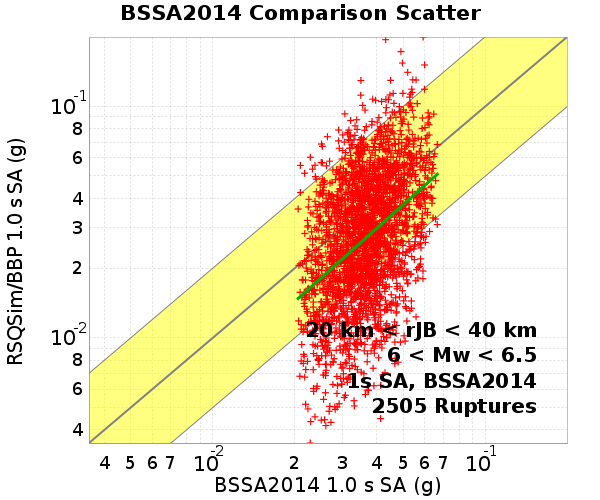 BSSA2014 Comparison Scatter
RSQSim/BBP 1.0 s SA (g)
10^-1
8
6
4
3
2
10^-2
8
6
4
20 km < rJB < 40 km
6 < Mw < 6.5
1s SA, BSSA2014
2505 Ruptures
4 5 6 7 10^-2 2 3 4 5 6 7 10^-1
BSSA2014 1.0 s SA (g)